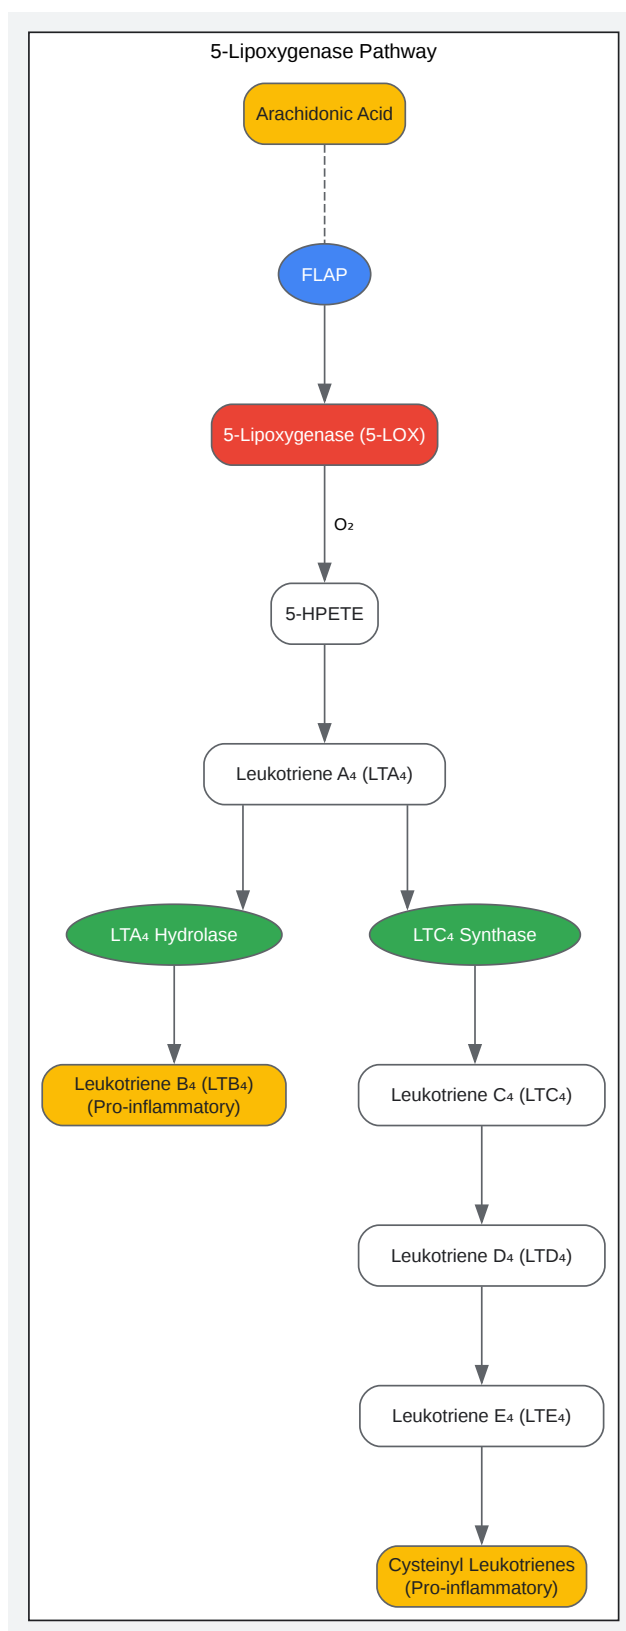 5-Lipoxygenase Pathway
Arachidonic Acid
FLAP
5-Lipoxygenase (5-LOX)
O₂
5-HPETE
Leukotriene A₄ (LTA₄)
LTA₄ Hydrolase
LTC₄ Synthase
Leukotriene B₄ (LTB₄)
(Pro-inflammatory)
Leukotriene C₄ (LTC₄)
Leukotriene D₄ (LTD₄)
Leukotriene E₄ (LTE₄)
Cysteinyl Leukotrienes
(Pro-inflammatory)